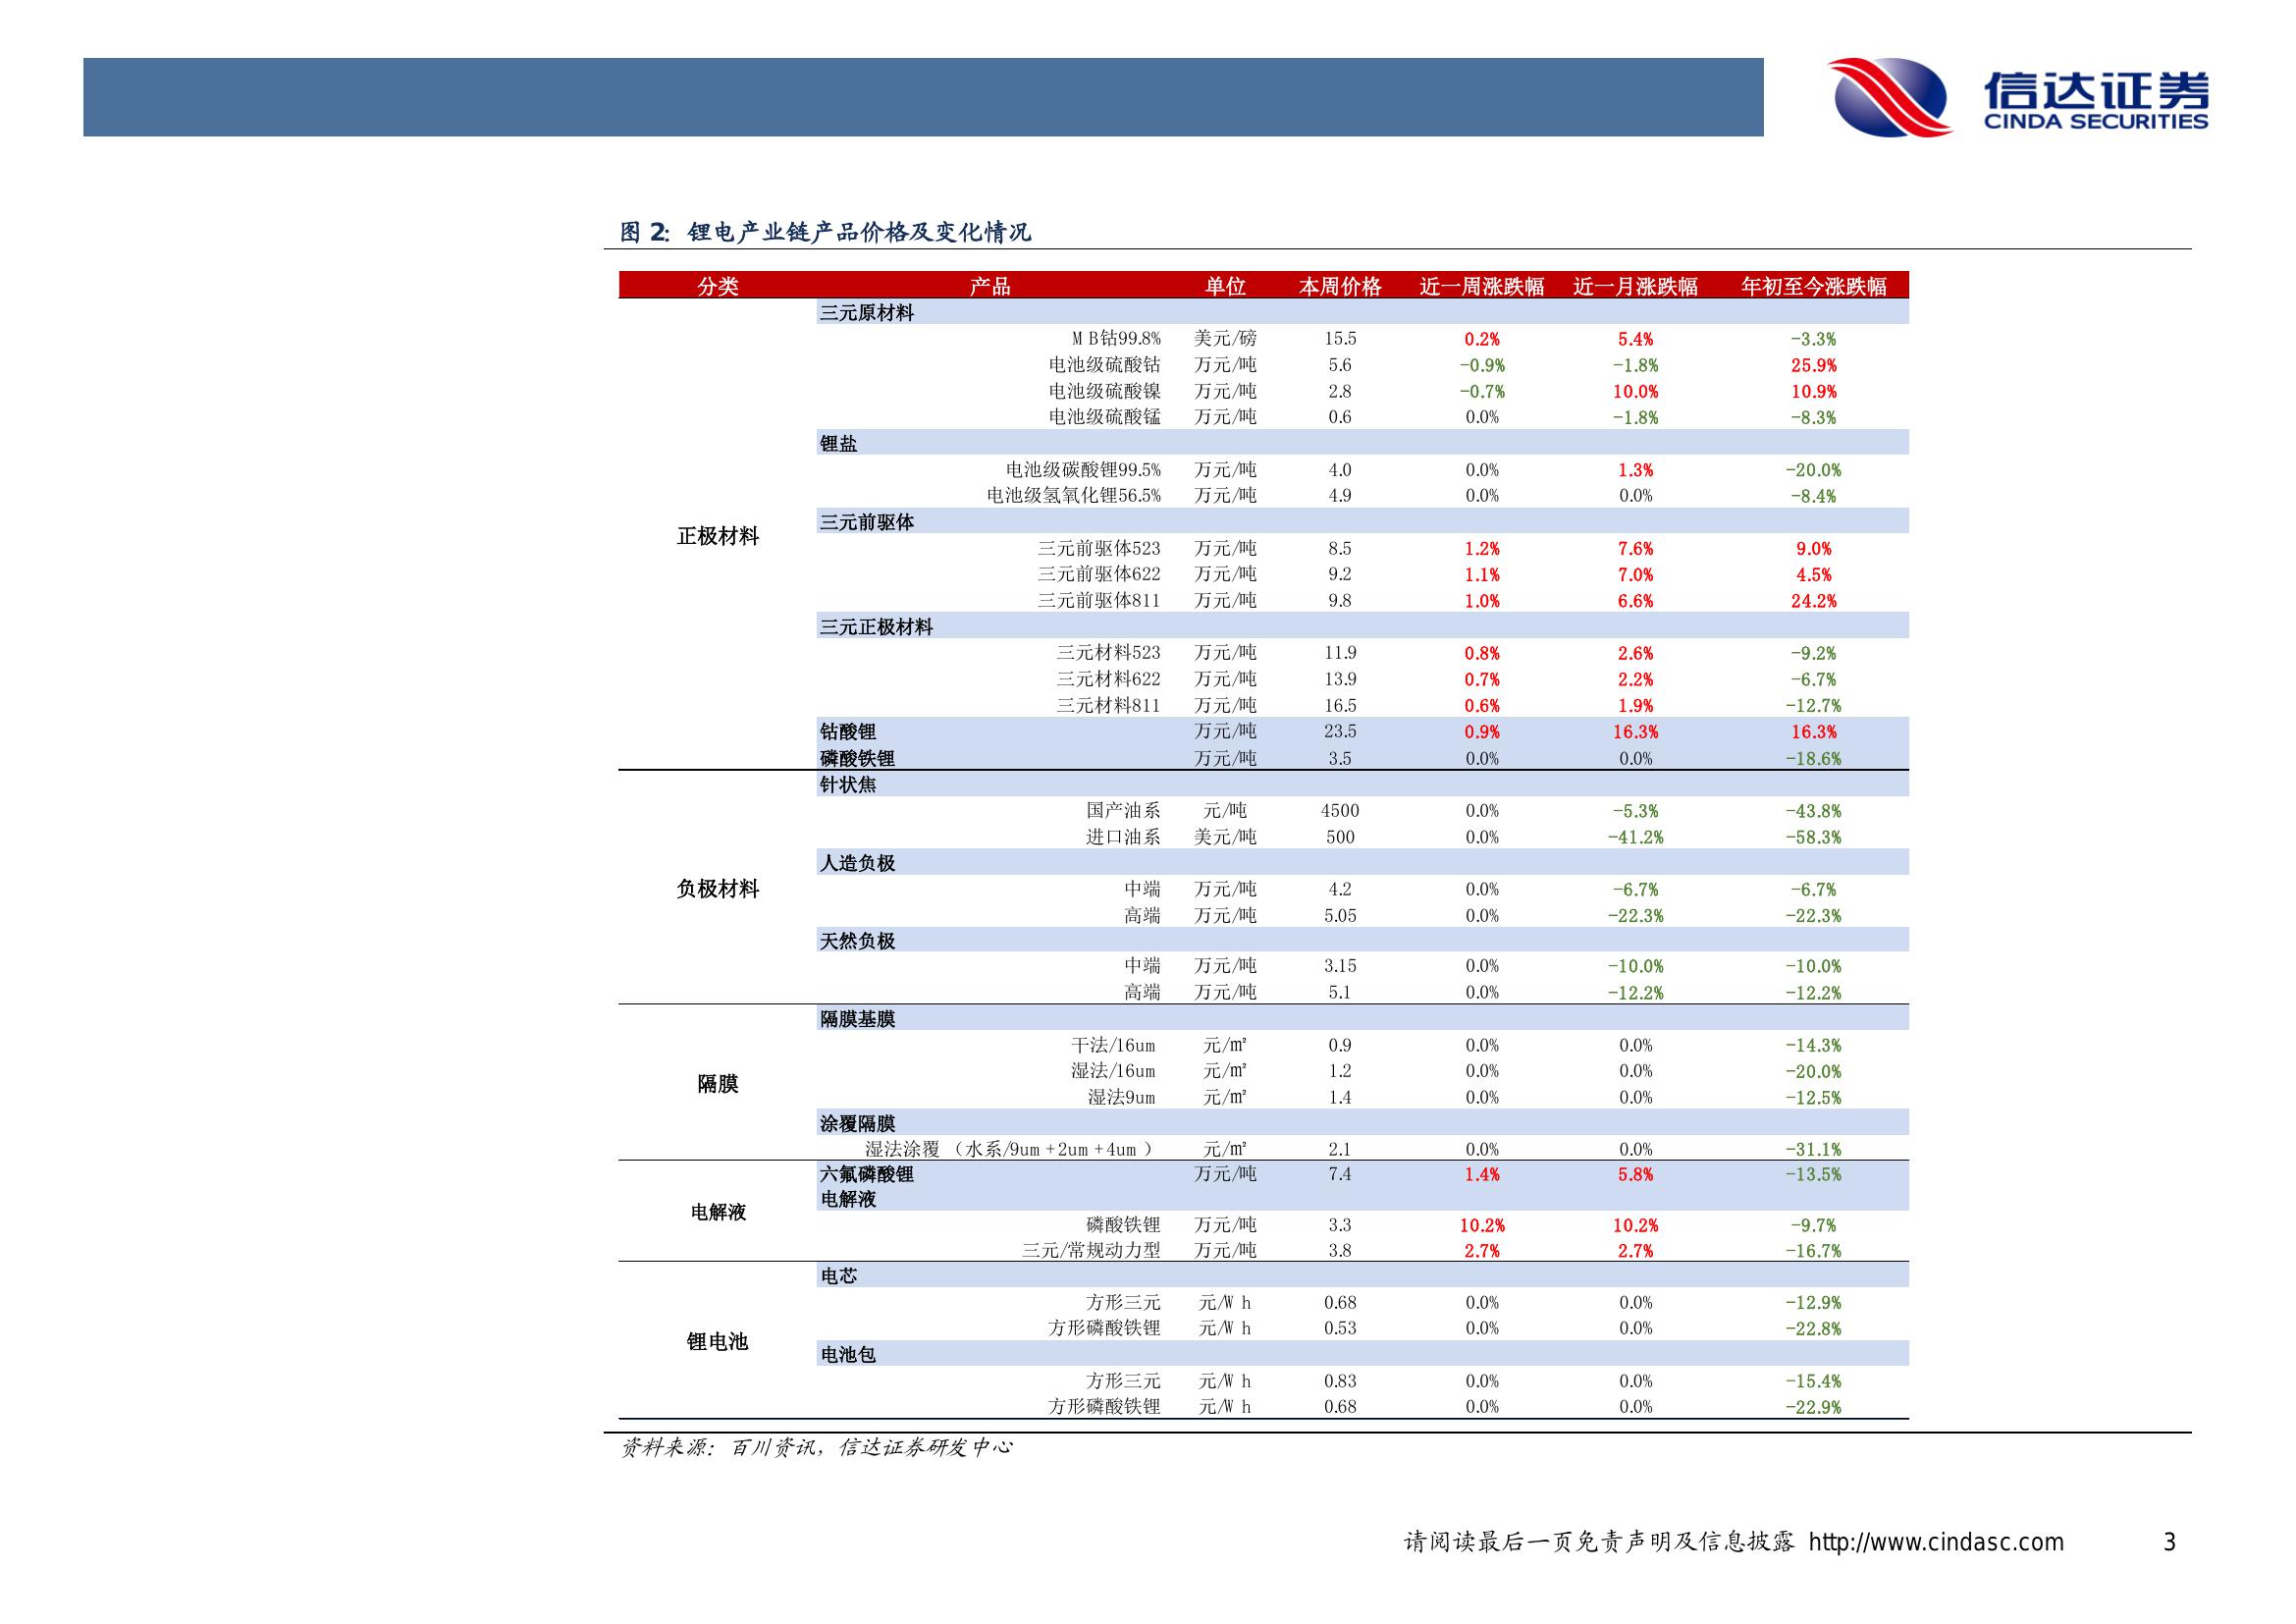 信达证券
CINDA SECURITIES
图 2：锂电产业链产品价格及变化情况
分类 产品 单位 本周价格 近一周涨跌幅 近一月涨跌幅 年初至今涨跌幅
三元原材料
MB钴99.8% 美元/磅 15.5 0.2% 5.4% -3.3%
电池级硫酸钴 万元/吨 5.6 -0.9% -1.8% 25.9%
电池级硫酸镍 万元/吨 2.8 -0.7% 10.0% 10.9%
电池级硫酸锰 万元/吨 0.6 0.0% -1.8% -8.3%
锂盐
电池级碳酸锂99.5% 万元/吨 4.0 0.0% 1.3% -20.0%
电池级氢氧化锂56.5% 万元/吨 4.9 0.0% 0.0% -8.4%
三元前驱体
正极材料
三元前驱体523 万元/吨 8.5 1.2% 7.6% 9.0%
三元前驱体622 万元/吨 9.2 1.1% 7.0% 4.5%
三元前驱体811 万元/吨 9.8 1.0% 6.6% 24.2%
三元正极材料
三元材料523 万元/吨 11.9 0.8% 2.6% -9.2%
三元材料622 万元/吨 13.9 0.7% 2.2% -6.7%
三元材料811 万元/吨 16.5 0.6% 1.9% -12.7%
钴酸锂 万元/吨 23.5 0.9% 16.3% 16.3%
磷酸铁锂 万元/吨 3.5 0.0% 0.0% -18.6%
针状焦
国产油系 元/吨 4500 0.0% -5.3% -43.8%
进口油系 美元/吨 500 0.0% -41.2% -58.3%
人造负极
负极材料 中端 万元/吨 4.2 0.0% -6.7% -6.7%
高端 万元/吨 5.05 0.0% -22.3% -22.3%
天然负极
中端 万元/吨 3.15 0.0% -10.0% -10.0%
高端 万元/吨 5.1 0.0% -12.2% -12.2%
隔膜基膜
干法/16um 元/㎡ 0.9 0.0% 0.0% -14.3%
湿法/16um 元/㎡ 1.2 0.0% 0.0% -20.0%
隔膜
湿法9um 元/㎡ 1.4 0.0% 0.0% -12.5%
涂覆隔膜
湿法涂覆（水系/9um+2um+4um） 元/㎡ 2.1 0.0% 0.0% -31.1%
六氟磷酸锂 万元/吨 7.4 1.4% 5.8% -13.5%
电解液
电解液
磷酸铁锂 万元/吨 3.3 10.2% 10.2% -9.7%
三元/常规动力型 万元/吨 3.8 2.7% 2.7% -16.7%
电芯
方形三元 元/Wh 0.68 0.0% 0.0% -12.9%
方形磷酸铁锂 元/Wh 0.53 0.0% 0.0% -22.8%
锂电池
电池包
方形三元 元/Wh 0.83 0.0% 0.0% -15.4%
方形磷酸铁锂 元/Wh 0.68 0.0% 0.0% -22.9%
资料来源：百川资讯，信达证券研发中心
请阅读最后一页免责声明及信息披露 http://www.cindasc.com 3